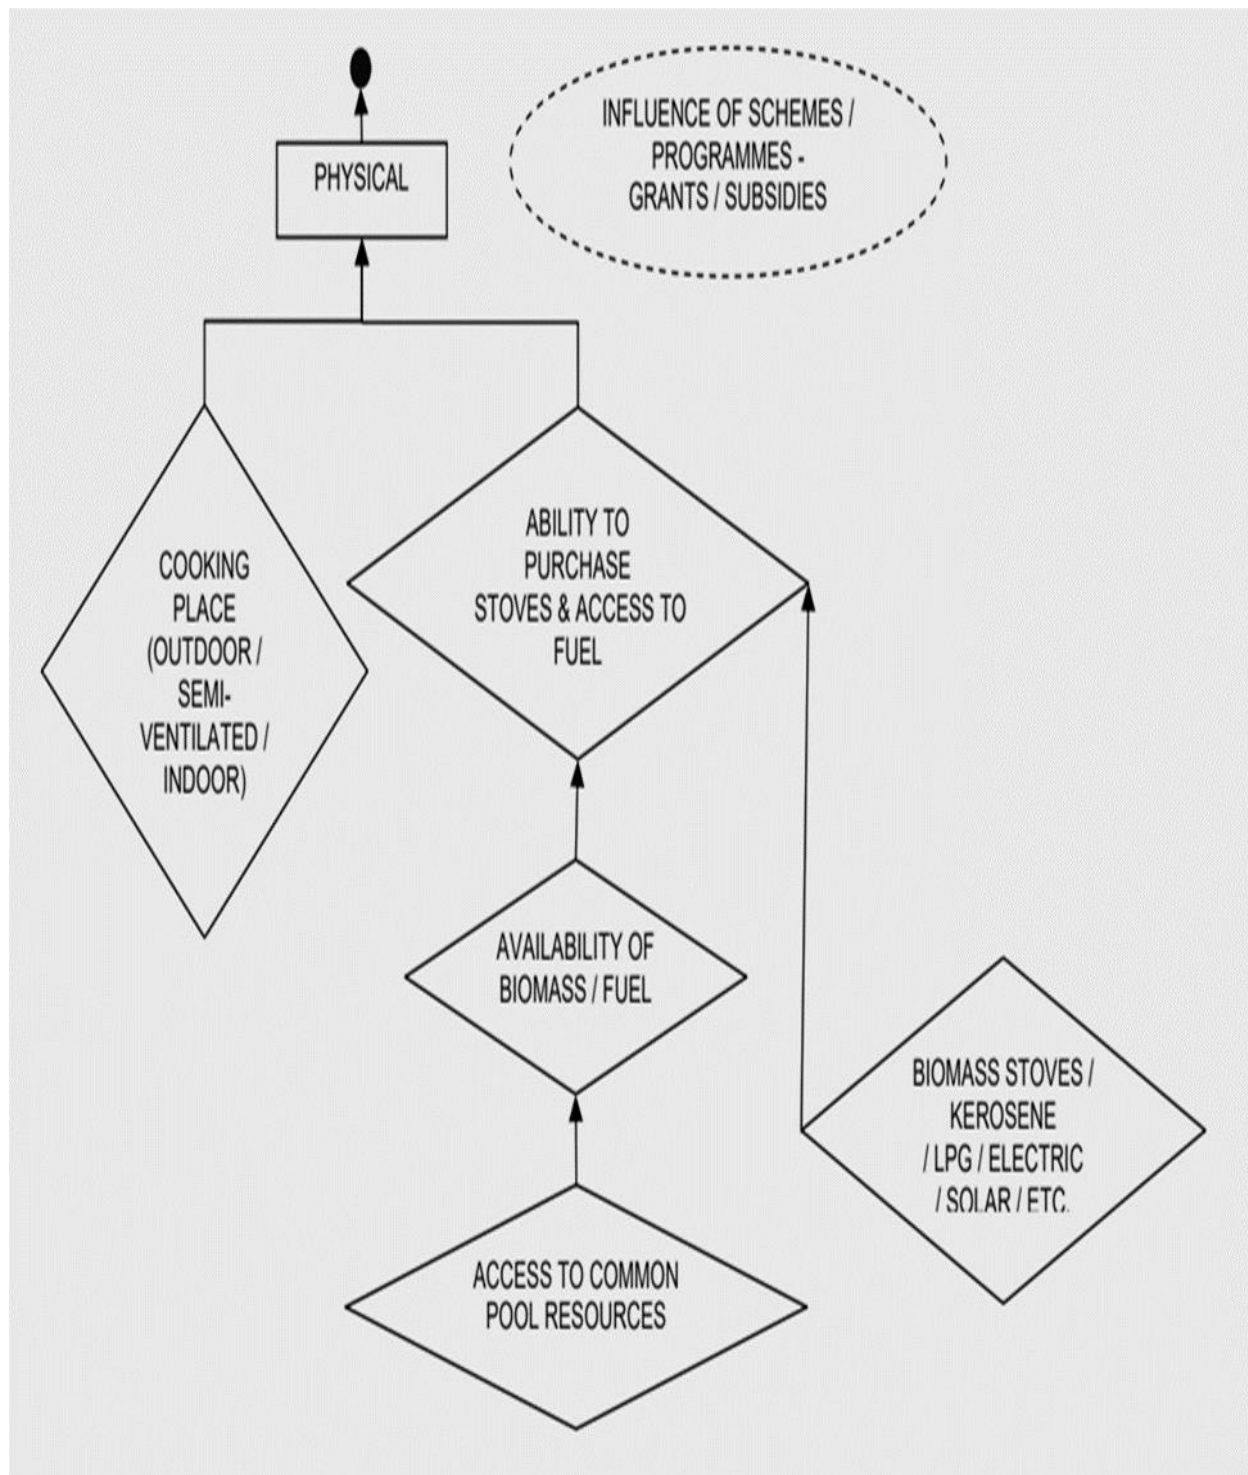 INFLUENCE OF SCHEMES /
PROGRAMMES -
GRANTS / SUBSIDIES
PHYSICAL
ABILITY TO
PURCHASE
STOVES & ACCESS TO
FUEL
COOKING
PLACE
(OUTDOOR /
SEMI-
VENTILATED /
INDOOR)
AVAILABILITY OF
BIOMASS / FUEL
BIOMASS STOVES /
KEROSENE
/ LPG / ELECTRIC
/ SOLAR / ETC.
ACCESS TO COMMON
POOL RESOURCES